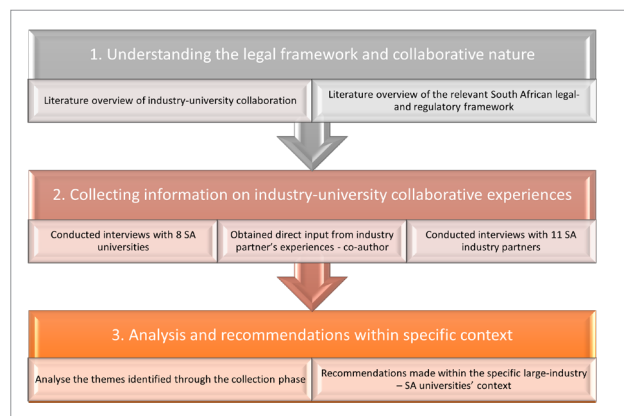 1. Understanding the legal framework and collaborative nature
Literature overview of industry-university collaboration
Literature overview of the relevant South African legal-
and regulatory framework
2. Collecting information on industry-university collaborative experiences
Conducted interviews with 8 SA
universities
Obtained direct input from industry
partner's experiences - co-author
Conducted interviews with 11 SA
industry partners
3. Analysis and recommendations within specific context
Analyse the themes identified through the collection phase
Recommendations made within the specific large-industry
– SA universities' context